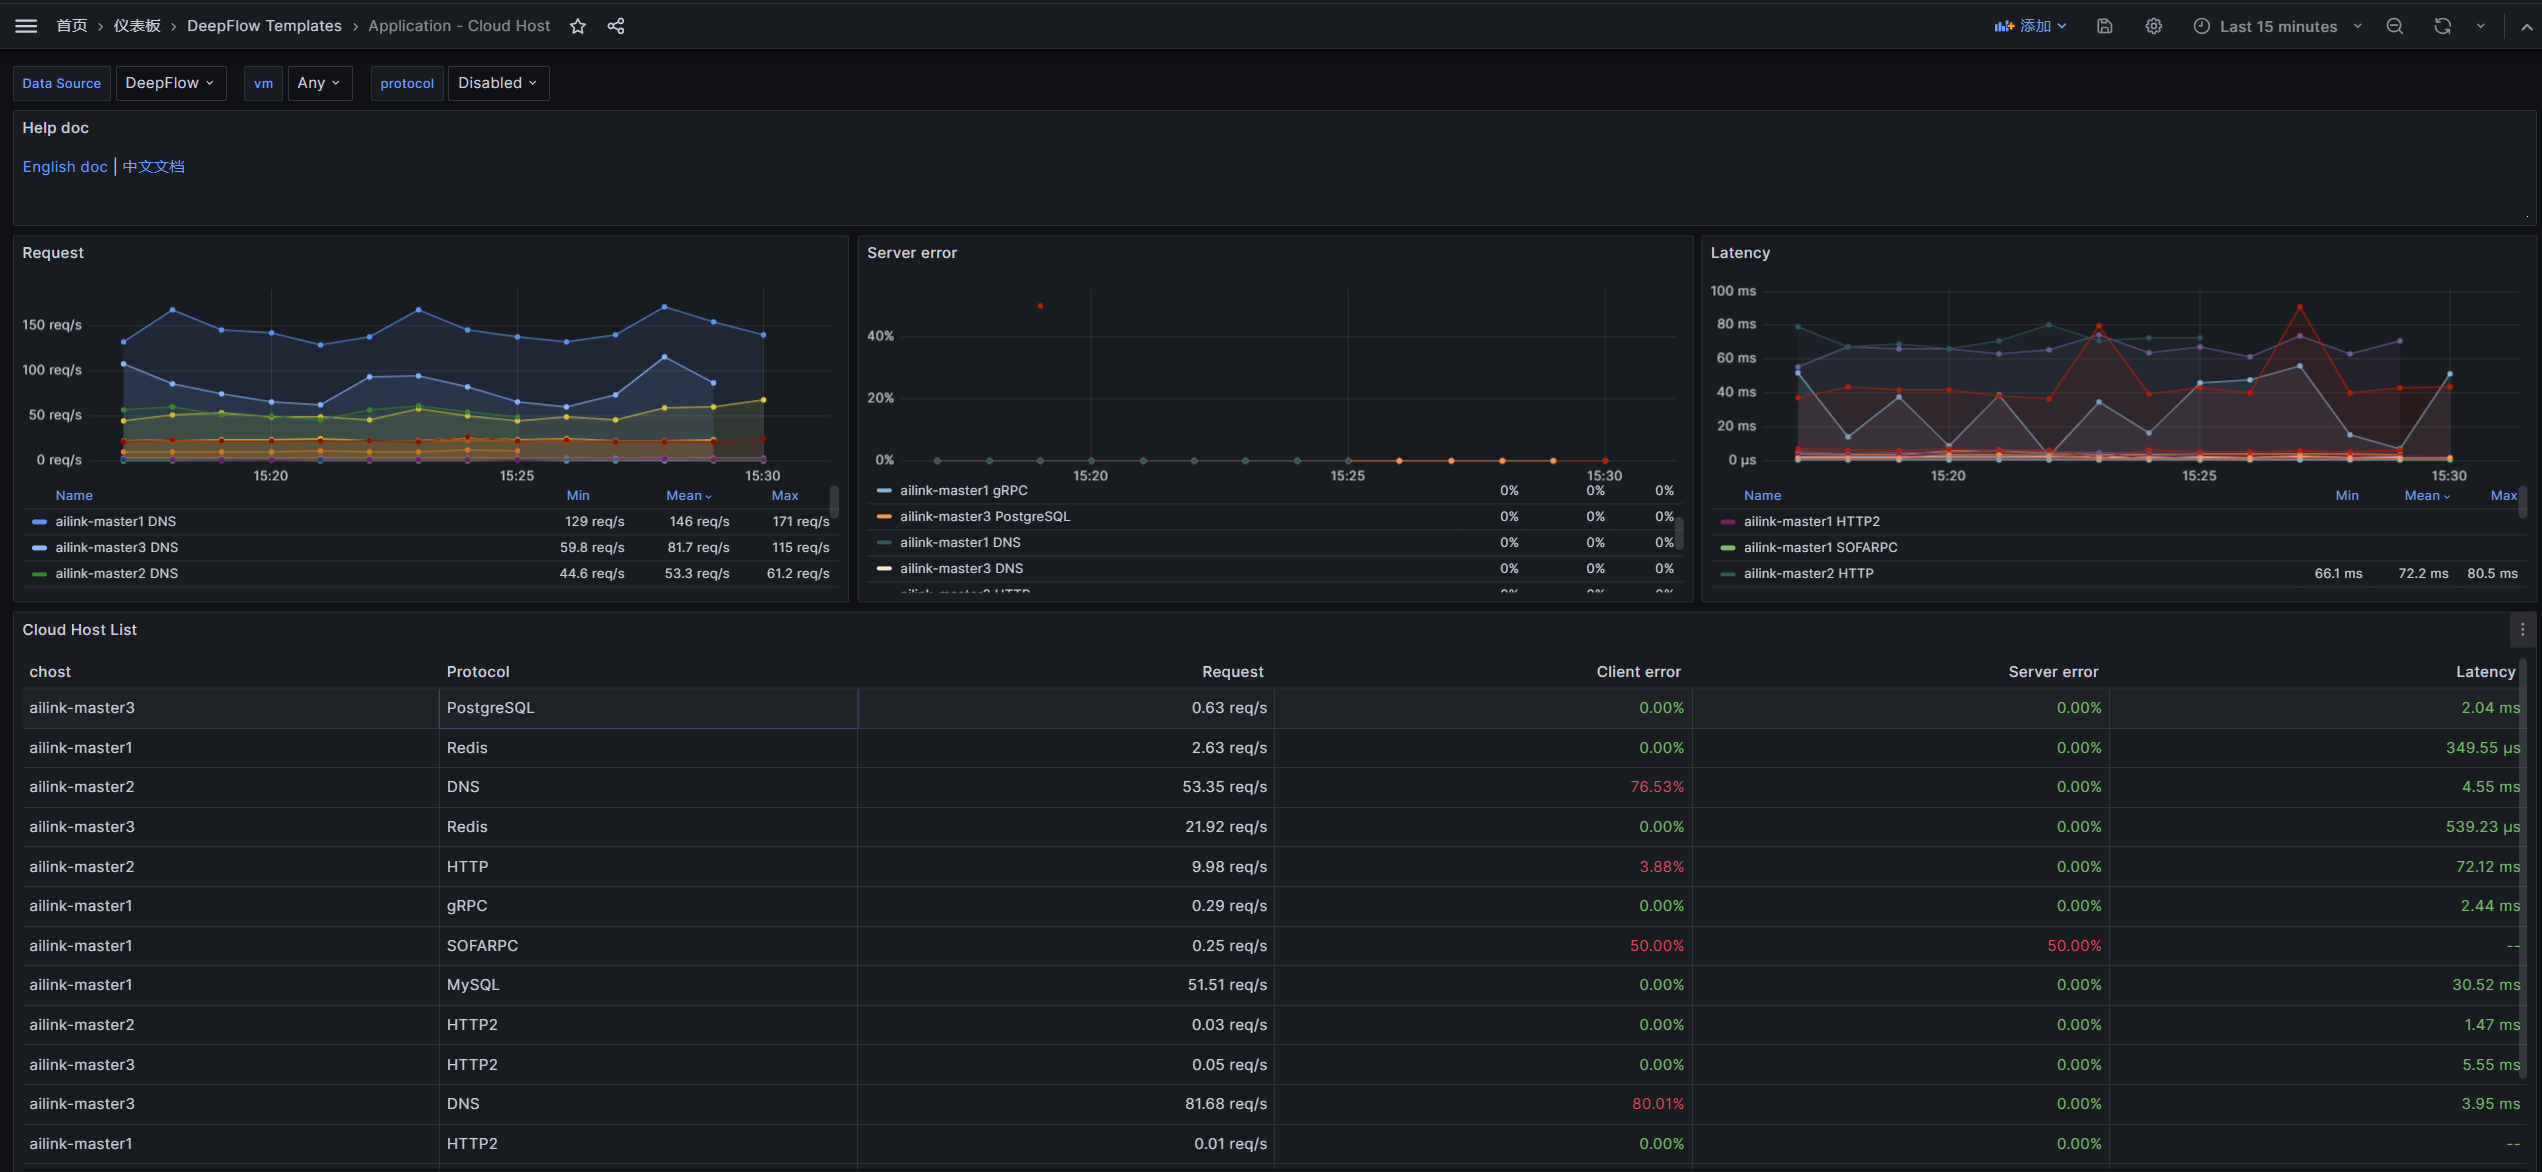 首页 › 仪表板 › DeepFlow Templates › Application - Cloud Host 添加 Last 15 minutes
Data Source DeepFlow vm Any protocol Disabled
Help doc
English doc | 中文文档
Request
150 req/s
100 req/s
50 req/s
0 req/s
15:20 15:25 15:30
Name Min Mean Max
ailink-master1 DNS 129 req/s 146 req/s 171 req/s
ailink-master3 DNS 59.8 req/s 81.7 req/s 115 req/s
ailink-master2 DNS 44.6 req/s 53.3 req/s 61.2 req/s
Server error
40%
20%
0%
15:20 15:25 15:30
ailink-master1 gRPC 0% 0% 0%
ailink-master3 PostgreSQL 0% 0% 0%
ailink-master1 DNS 0% 0% 0%
ailink-master3 DNS 0% 0% 0%
Latency
100 ms
80 ms
60 ms
40 ms
20 ms
0 µs
15:20 15:25 15:30
Name Min Mean Max
ailink-master1 HTTP2
ailink-master1 SOFARPC
ailink-master2 HTTP 66.1 ms 72.2 ms 80.5 ms
Cloud Host List
chost Protocol Request Client error Server error Latency
ailink-master3 PostgreSQL 0.63 req/s 0.00% 0.00% 2.04 ms
ailink-master1 Redis 2.63 req/s 0.00% 0.00% 349.55 µs
ailink-master2 DNS 53.35 req/s 76.53% 0.00% 4.55 ms
ailink-master3 Redis 21.92 req/s 0.00% 0.00% 539.23 µs
ailink-master2 HTTP 9.98 req/s 3.88% 0.00% 72.12 ms
ailink-master1 gRPC 0.29 req/s 0.00% 0.00% 2.44 ms
ailink-master1 SOFARPC 0.25 req/s 50.00% 50.00% --
ailink-master1 MySQL 51.51 req/s 0.00% 0.00% 30.52 ms
ailink-master2 HTTP2 0.03 req/s 0.00% 0.00% 1.47 ms
ailink-master3 HTTP2 0.05 req/s 0.00% 0.00% 5.55 ms
ailink-master3 DNS 81.68 req/s 80.01% 0.00% 3.95 ms
ailink-master1 HTTP2 0.01 req/s 0.00% 0.00% --